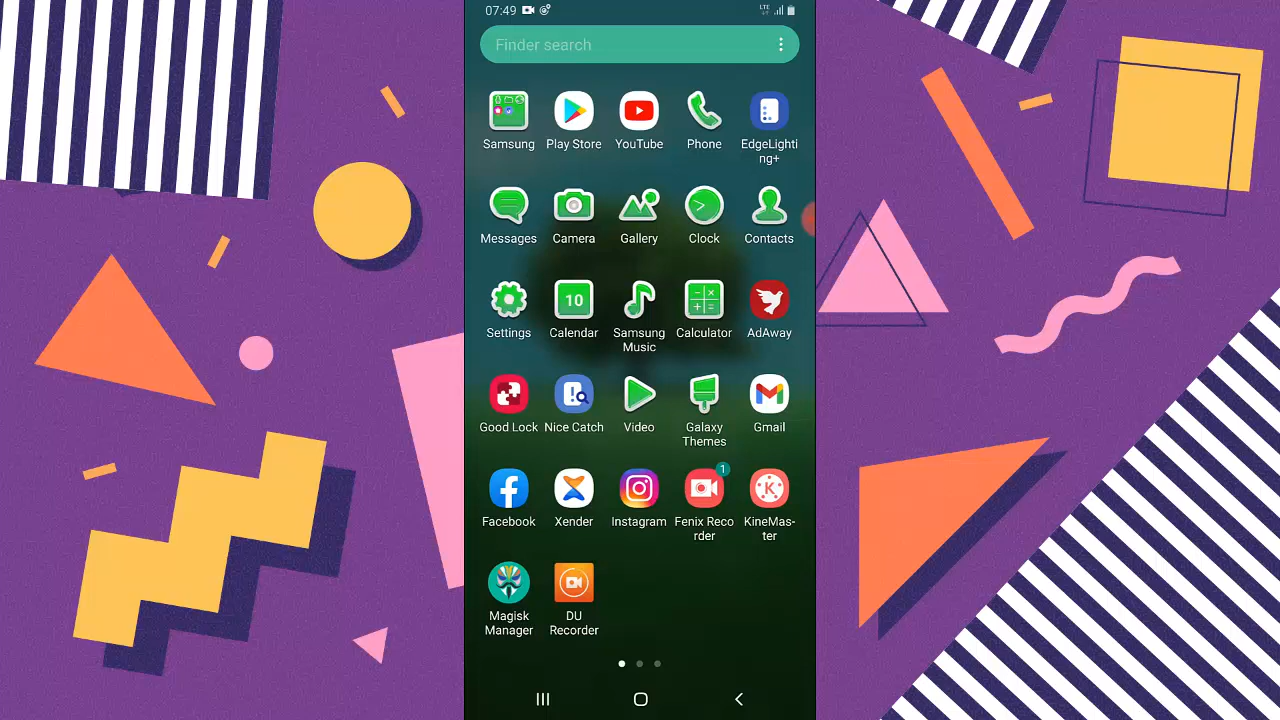 07:49
LTE
Finder search
Samsung
Play Store
YouTube
Phone
EdgeLighti
ng+
Messages
Camera
Gallery
Clock
Contacts
Settings
10
Calendar
Samsung
Music
Calculator
AdAway
Good Lock
Nice Catch
Video
Galaxy
Themes
Gmail
Facebook
Xender
Instagram
1
Fenix Reco
rder
K
KineMas-
ter
Magisk
Manager
DU
Recorder